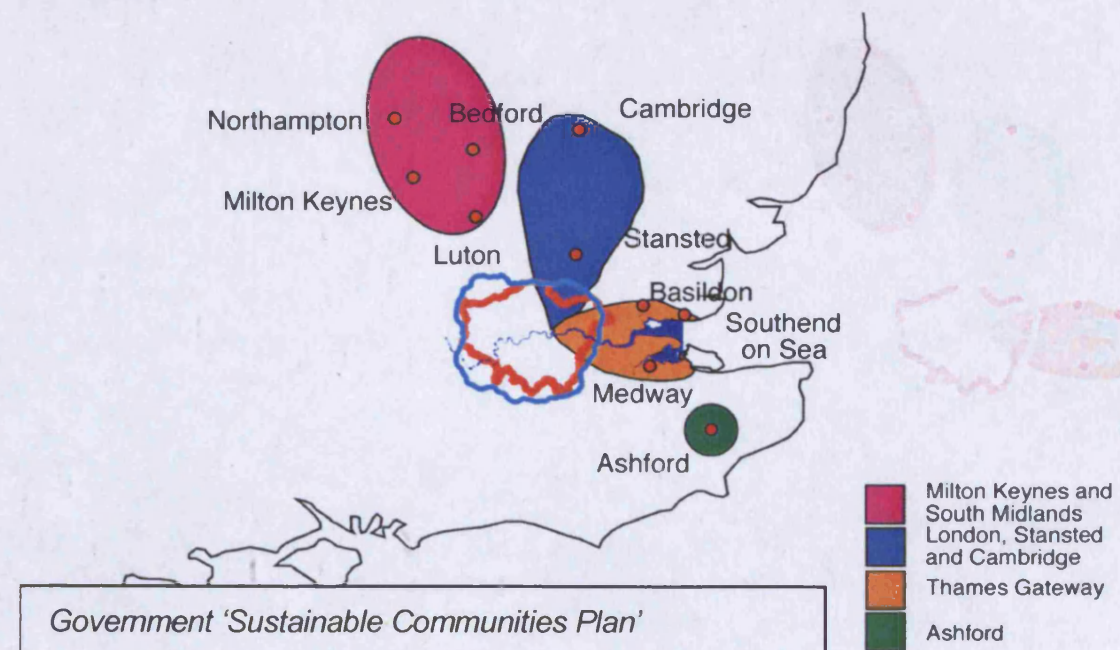 Northampton
Bedford
Cambridge
Milton Keynes
Luton
Stansted
Basildon
Southend
on Sea
Medway
Ashford
Milton Keynes and
South Midlands
London, Stansted
and Cambridge
Thames Gateway
Ashford
Government 'Sustainable Communities Plan'